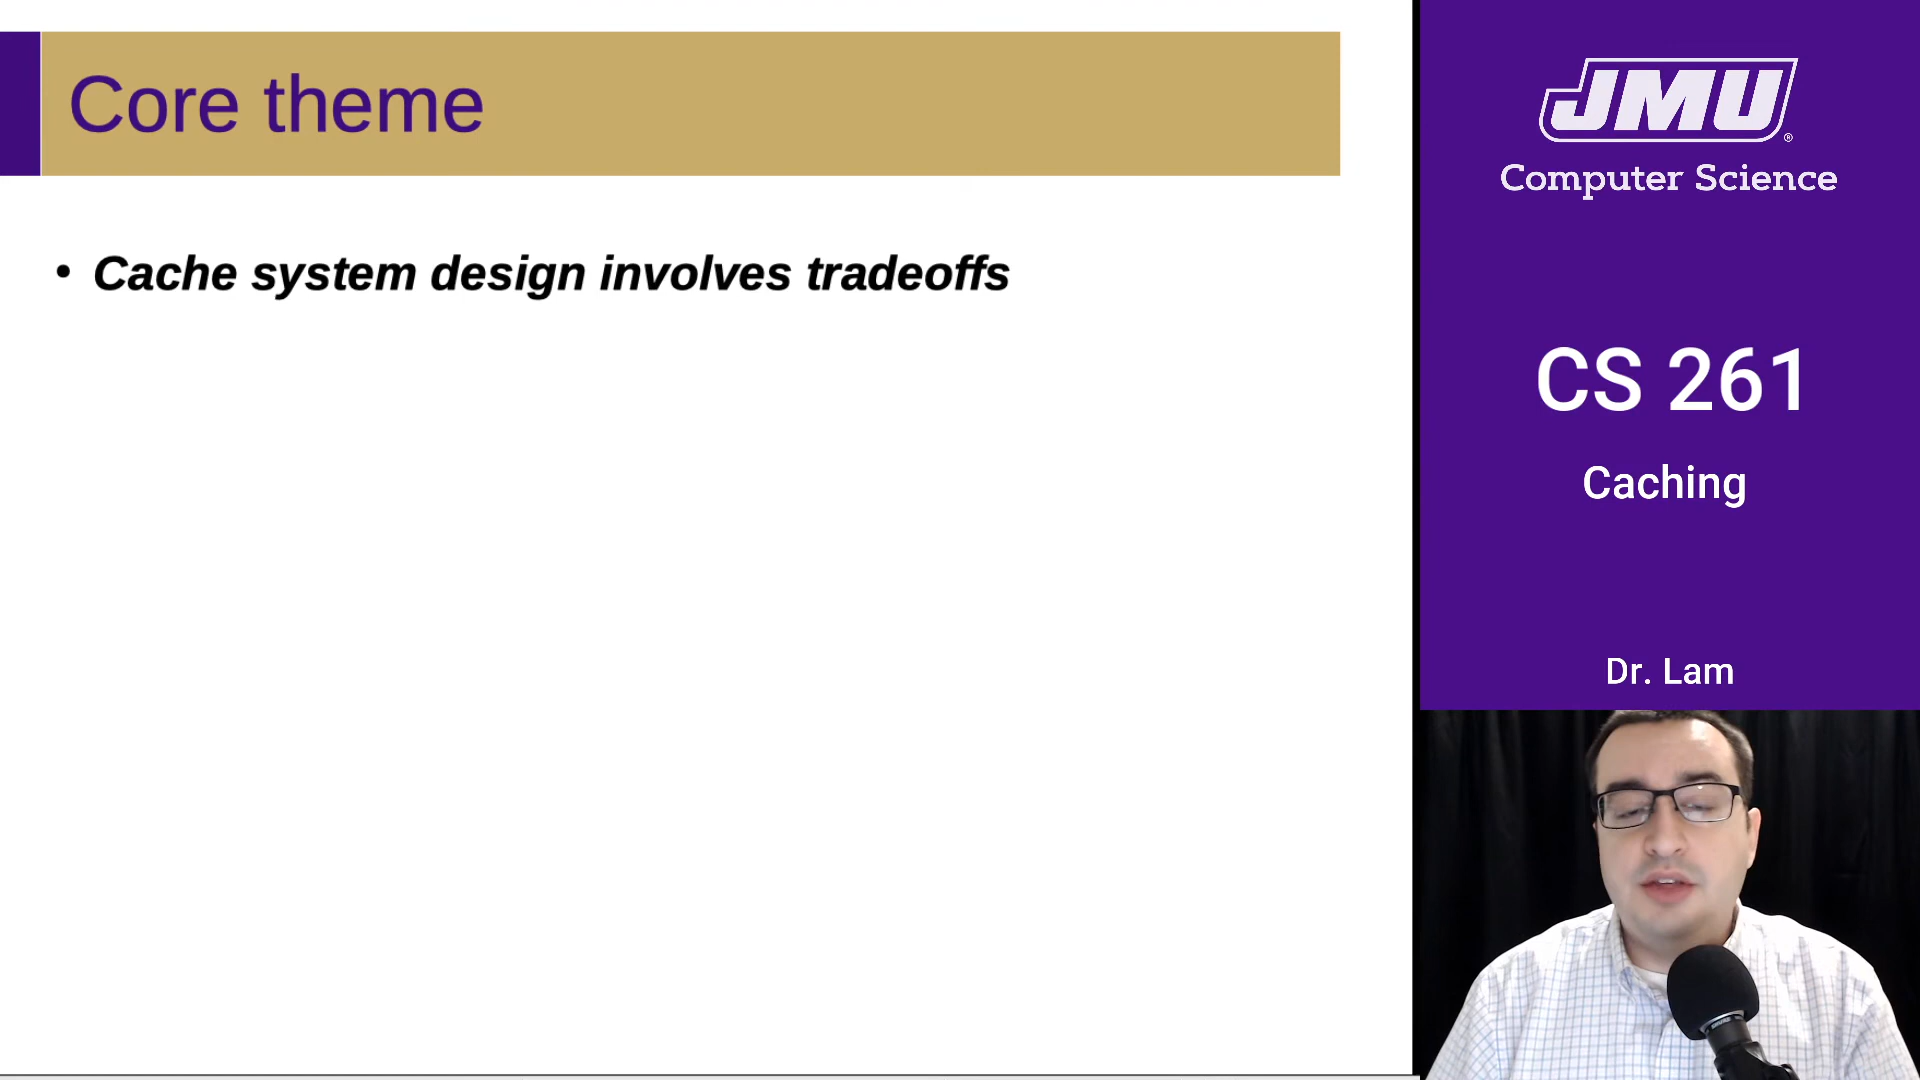 Core theme
• Cache system design involves tradeoffs
JMU®
Computer Science
CS 261
Caching
Dr. Lam